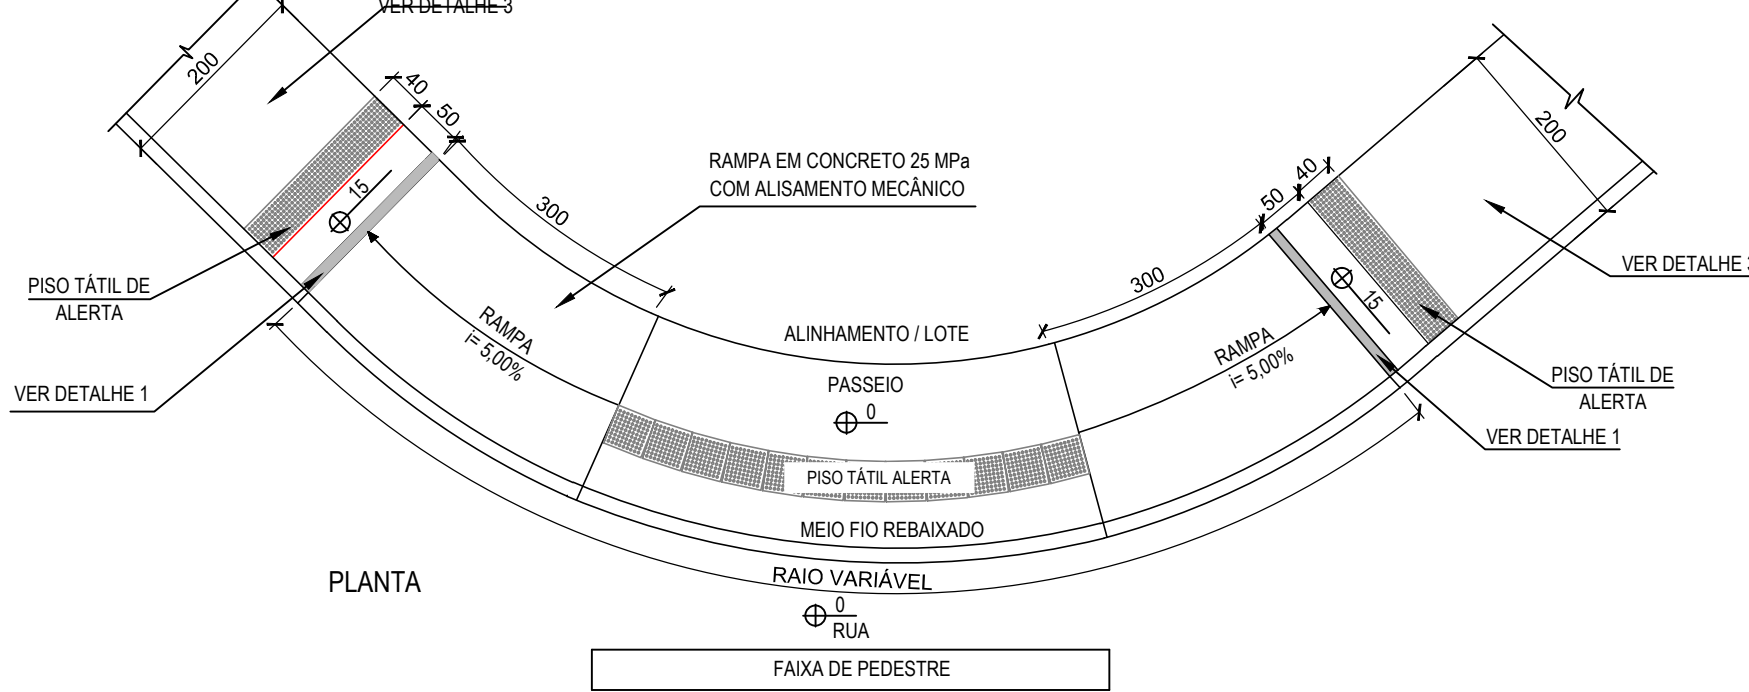 VER DETALHE 3
200
40
50
15
300
RAMPA EM CONCRETO 25 MPa
COM ALISAMENTO MECÂNICO
200
40
50
15
300
VER DETALHE
PISO TÁTIL DE
ALERTA
RAMPA
i= 5,00%
ALINHAMENTO / LOTE
RAMPA
i= 5,00%
VER DETALHE 1
PASSEIO
0
PISO TÁTIL DE
ALERTA
VER DETALHE 1
PISO TÁTIL ALERTA
MEIO FIO REBAIXADO
PLANTA
RAIO VARIÁVEL
0
RUA
FAIXA DE PEDESTRE